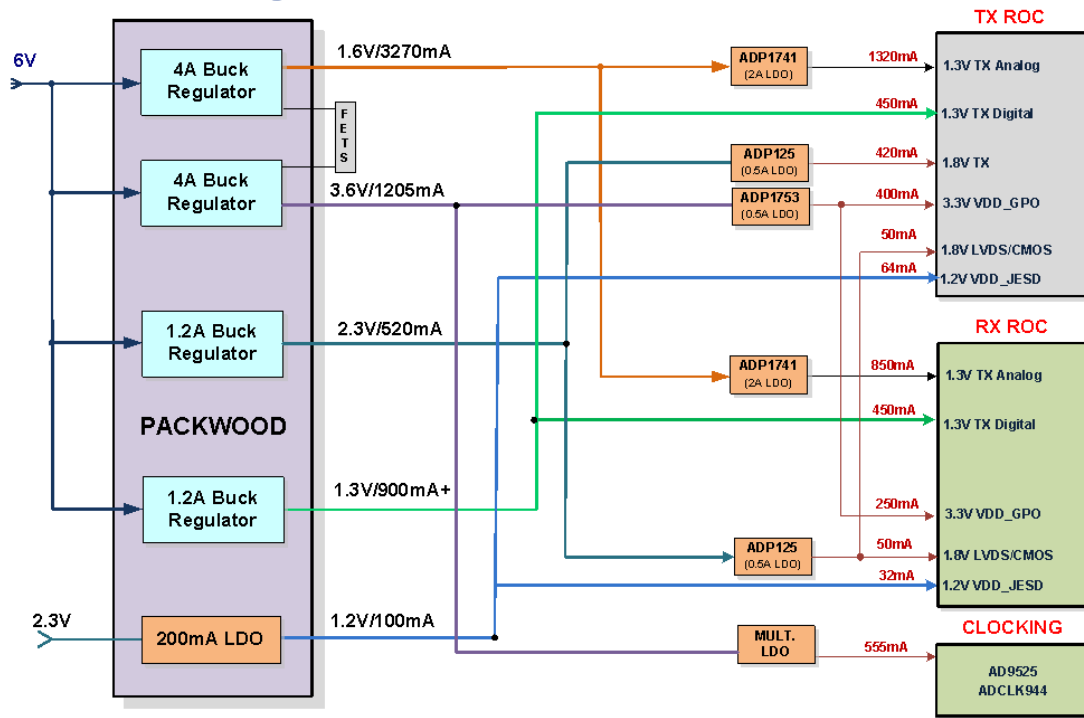 TX ROC
6V
4A Buck
Regulator
1.6V/3270mA
ADP1741
(2A LDO)
1320mA
1.3V TX Analog
F
E
T
S
450mA
1.3V TX Digital
4A Buck
Regulator
3.6V/1205mA
ADP125
(0.5A LDO)
420mA
1.8V TX
ADP1753
(0.5A LDO)
400mA
3.3V VDD_GPO
50mA
1.8V LVDS/CMOS
64mA
1.2V VDD_JESD
1.2A Buck
Regulator
2.3V/520mA
RX ROC
ADP1741
(2A LDO)
850mA
1.3V TX Analog
PACKWOOD
450mA
1.3V TX Digital
1.2A Buck
Regulator
1.3V/900mA+
250mA
3.3V VDD_GPO
ADP125
(0.5A LDO)
50mA
1.8V LVDS/CMOS
32mA
1.2V VDD_JESD
2.3V
200mA LDO
1.2V/100mA
CLOCKING
MULT.
LDO
555mA
AD9525
ADCLK944